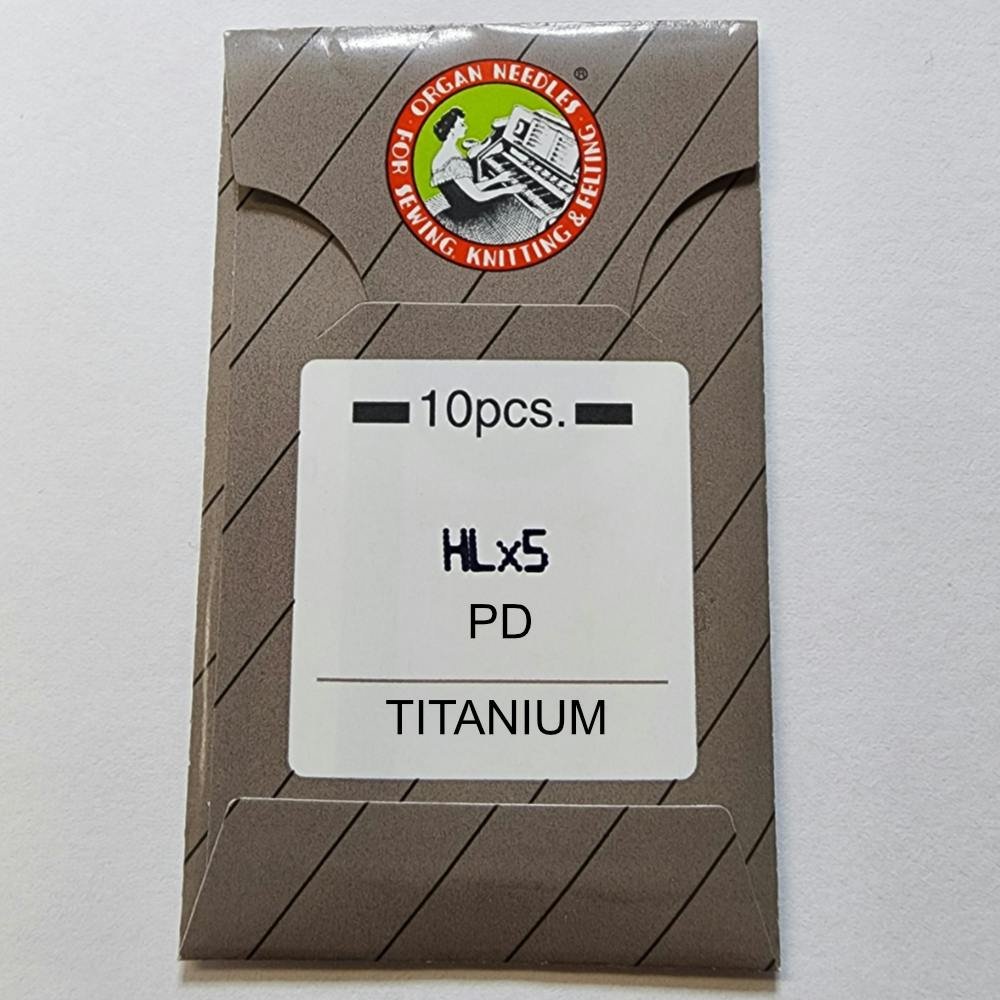 ORGAN NEEDLES ®
· FOR SEWING, KNITTING & FELTING ·
10pcs.
HLx5
PD
TITANIUM